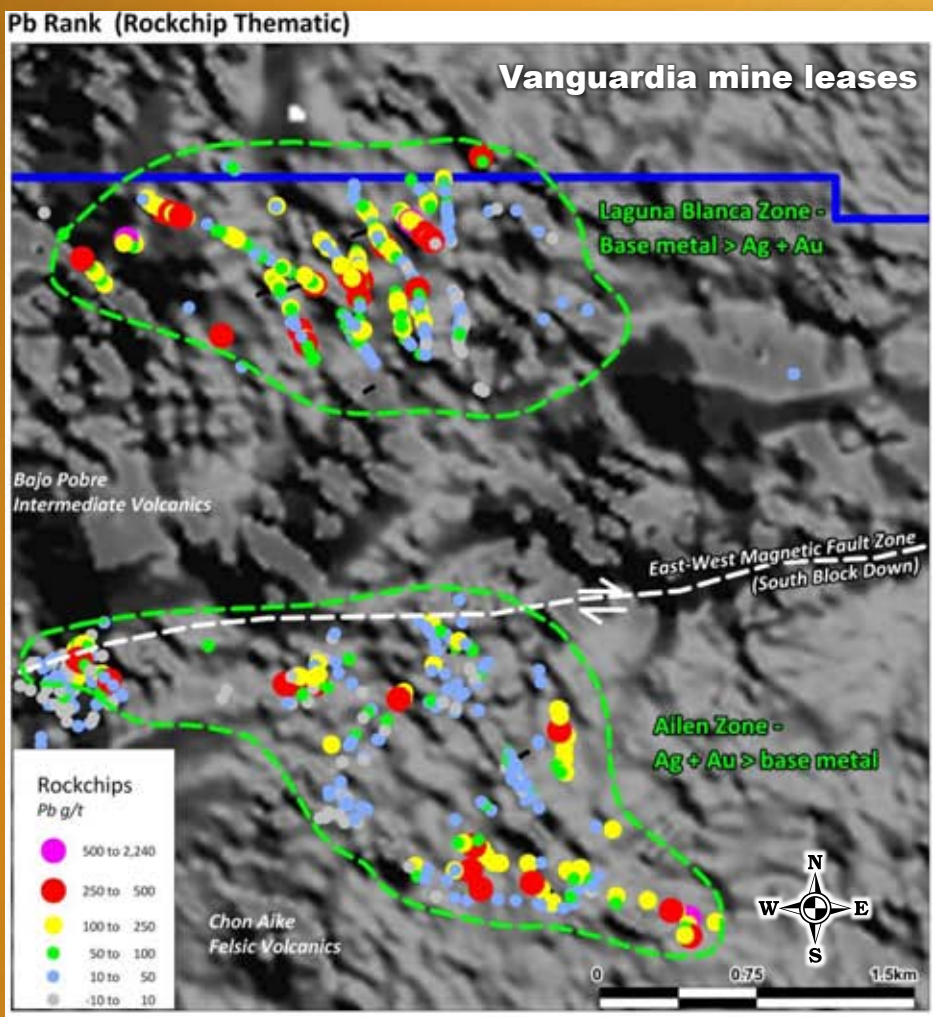 Pb Rank (Rockchip Thematic)
Vanguardia mine leases
Laguna Blanca Zone -
Base metal > Ag + Au
Bajo Pobre
Intermediate Volcanics
East-West Magnetic Fault Zone
(South Block Down)
Ailen Zone -
Ag + Au > base metal
Rockchips
Pb g/t
500 to 2,240
250 to 500
100 to 250
50 to 100
10 to 50
-10 to 10
Chon Aike
Felsic Volcanics
N
W E
S
0 0.75 1.5km